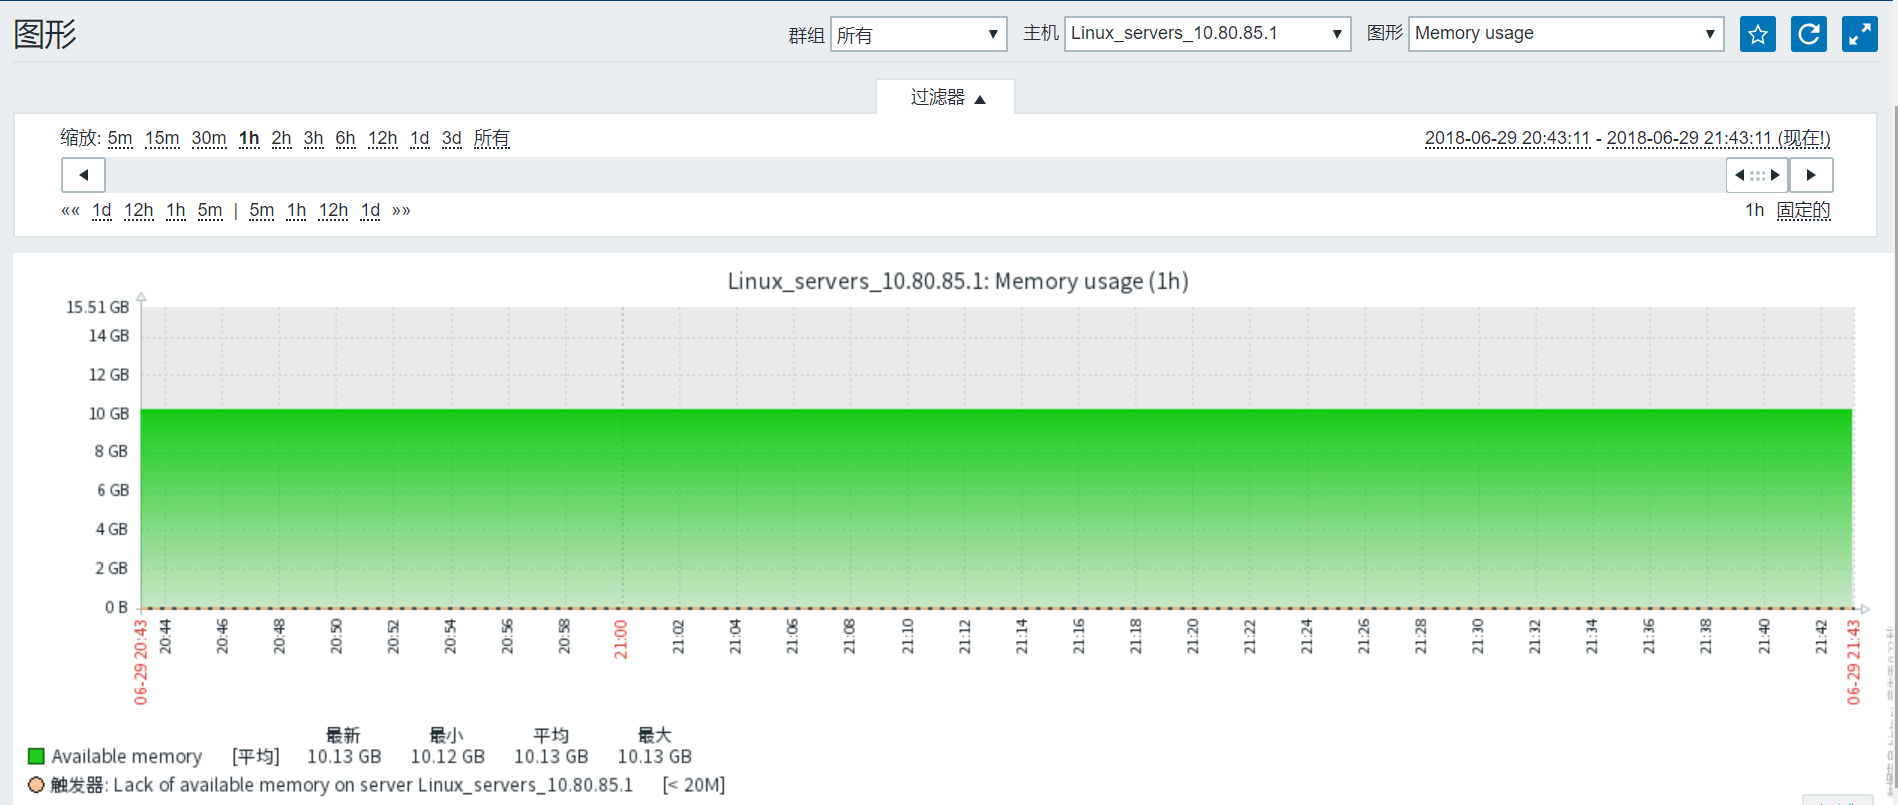 图形
群组 所有 主机 Linux_servers_10.80.85.1 图形 Memory usage
过滤器
缩放: 5m 15m 30m 1h 2h 3h 6h 12h 1d 3d 所有
2018-06-29 20:43:11 - 2018-06-29 21:43:11 (现在!)
«« 1d 12h 1h 5m | 5m 1h 12h 1d »»
1h 固定的
Linux_servers_10.80.85.1: Memory usage (1h)
15.51 GB
14 GB
12 GB
10 GB
8 GB
6 GB
4 GB
2 GB
0 B
06-29 20:43 20:44 20:46 20:48 20:50 20:52 20:54 20:56 20:58 21:00 21:02 21:04 21:06 21:08 21:10 21:12 21:14 21:16 21:18 21:20 21:22 21:24 21:26 21:28 21:30 21:32 21:34 21:36 21:38 21:40 21:42 06-29 21:43
最新 最小 平均 最大
Available memory [平均] 10.13 GB 10.12 GB 10.13 GB 10.13 GB
触发器: Lack of available memory on server Linux_servers_10.80.85.1 [< 20M]